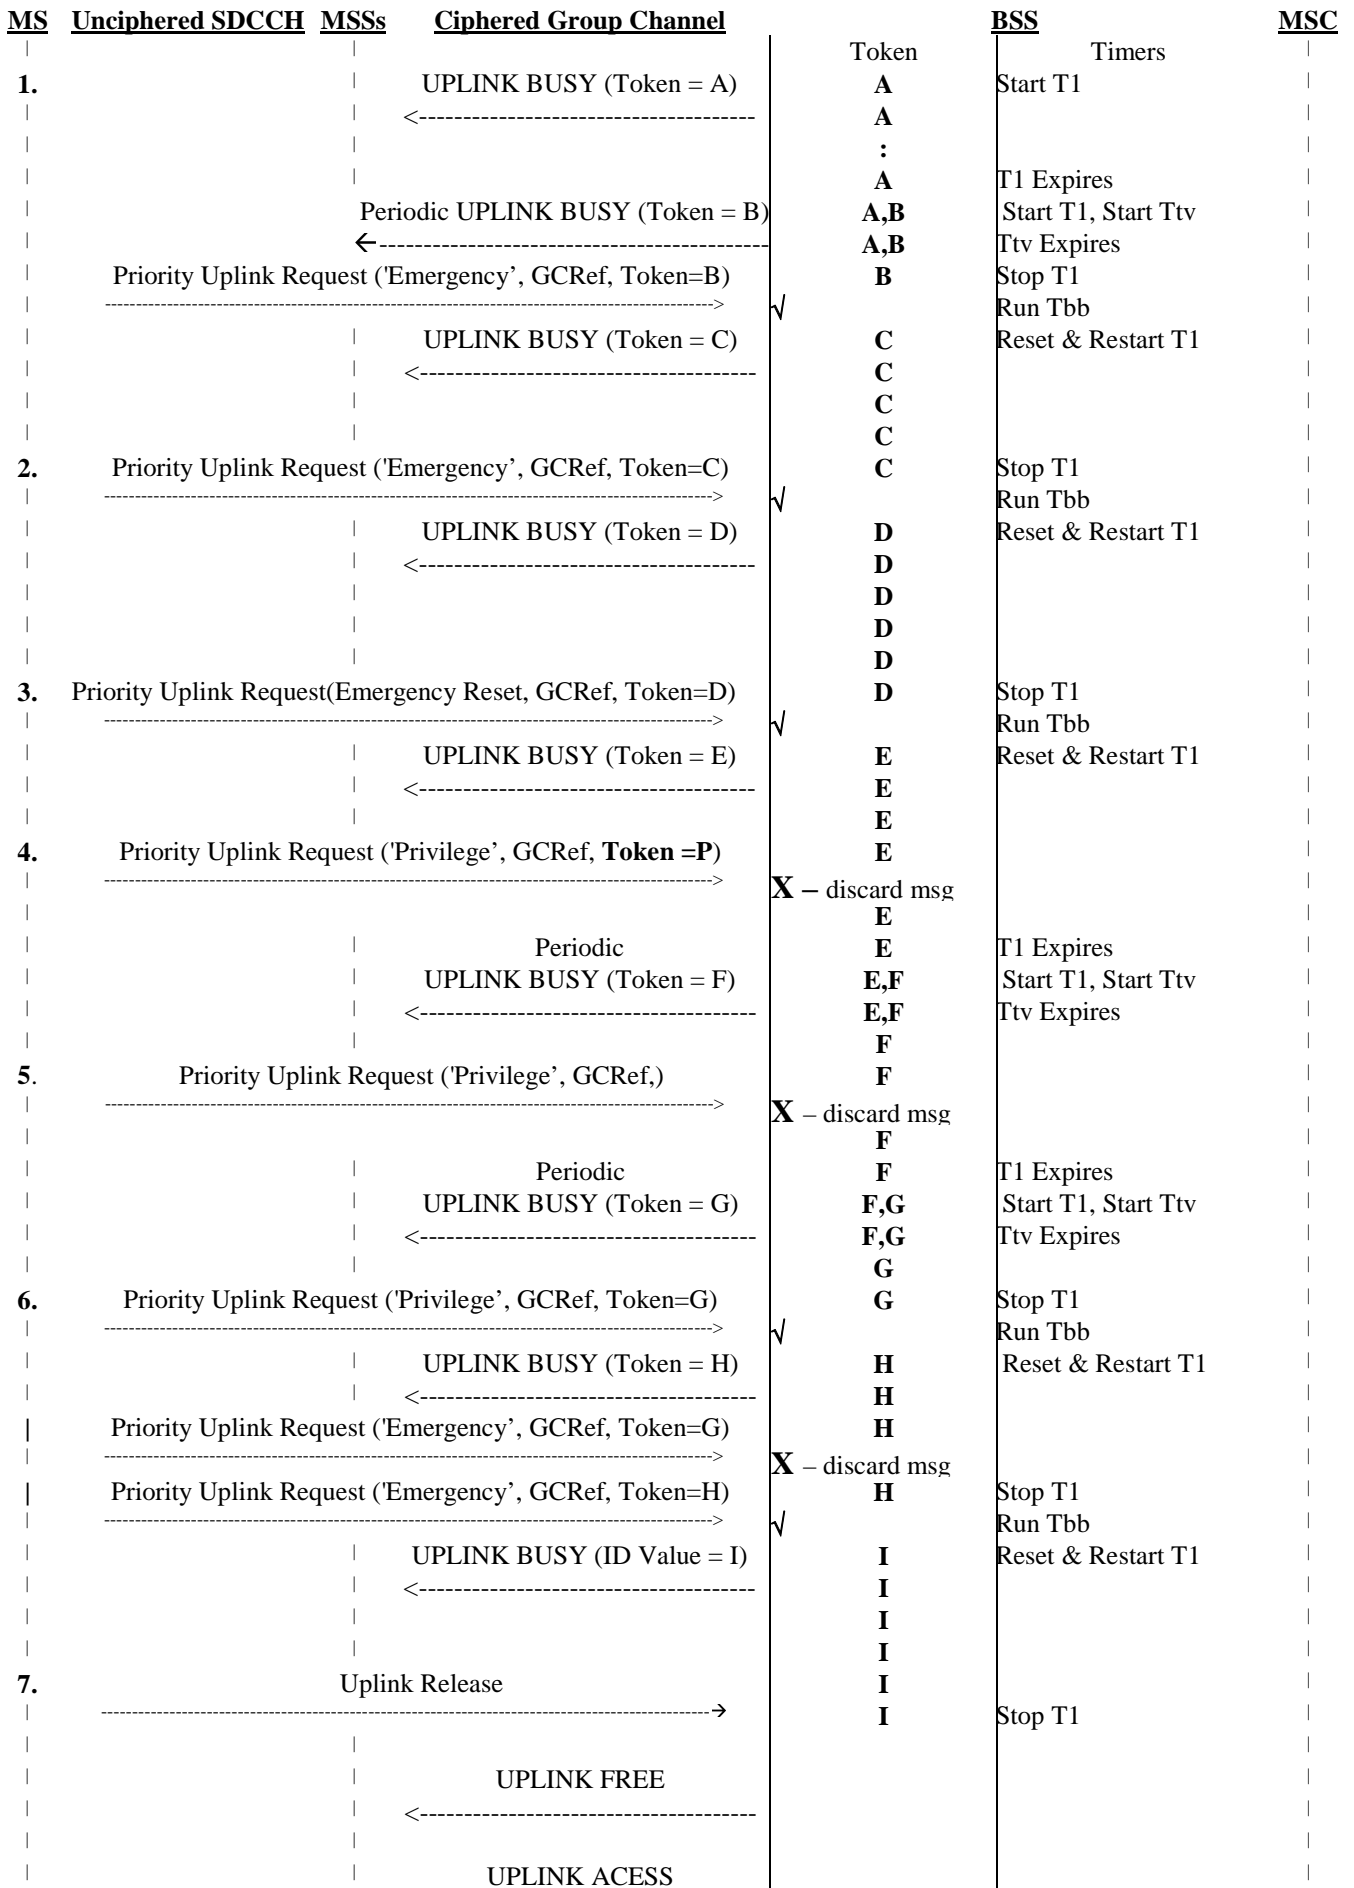 MS Unciphered SDCCH MSSs Ciphered Group Channel BSS MSC
Token Timers
1. UPLINK BUSY (Token = A) A Start T1
A
:
A T1 Expires
Periodic UPLINK BUSY (Token = B) A,B Start T1, Start Ttv
A,B Ttv Expires
Priority Uplink Request ('Emergency’, GCRef, Token=B) B Stop T1
√ Run Tbb
UPLINK BUSY (Token = C) C Reset & Restart T1
C
C
C
2. Priority Uplink Request ('Emergency’, GCRef, Token=C) C Stop T1
√ Run Tbb
UPLINK BUSY (Token = D) D Reset & Restart T1
D
D
D
D
3. Priority Uplink Request(Emergency Reset, GCRef, Token=D) D Stop T1
√ Run Tbb
UPLINK BUSY (Token = E) E Reset & Restart T1
E
E
4. Priority Uplink Request ('Privilege’, GCRef, Token =P) E
X – discard msg
E
Periodic E T1 Expires
UPLINK BUSY (Token = F) E,F Start T1, Start Ttv
E,F Ttv Expires
F
5. Priority Uplink Request ('Privilege’, GCRef,) F
X – discard msg
F
Periodic F T1 Expires
UPLINK BUSY (Token = G) F,G Start T1, Start Ttv
F,G Ttv Expires
G
6. Priority Uplink Request ('Privilege’, GCRef, Token=G) G Stop T1
√ Run Tbb
UPLINK BUSY (Token = H) H Reset & Restart T1
H
Priority Uplink Request ('Emergency’, GCRef, Token=G) H
X – discard msg
Priority Uplink Request ('Emergency’, GCRef, Token=H) H Stop T1
√ Run Tbb
UPLINK BUSY (ID Value = I) I Reset & Restart T1
I
I
I
7. Uplink Release I
I Stop T1
UPLINK FREE
UPLINK ACESS